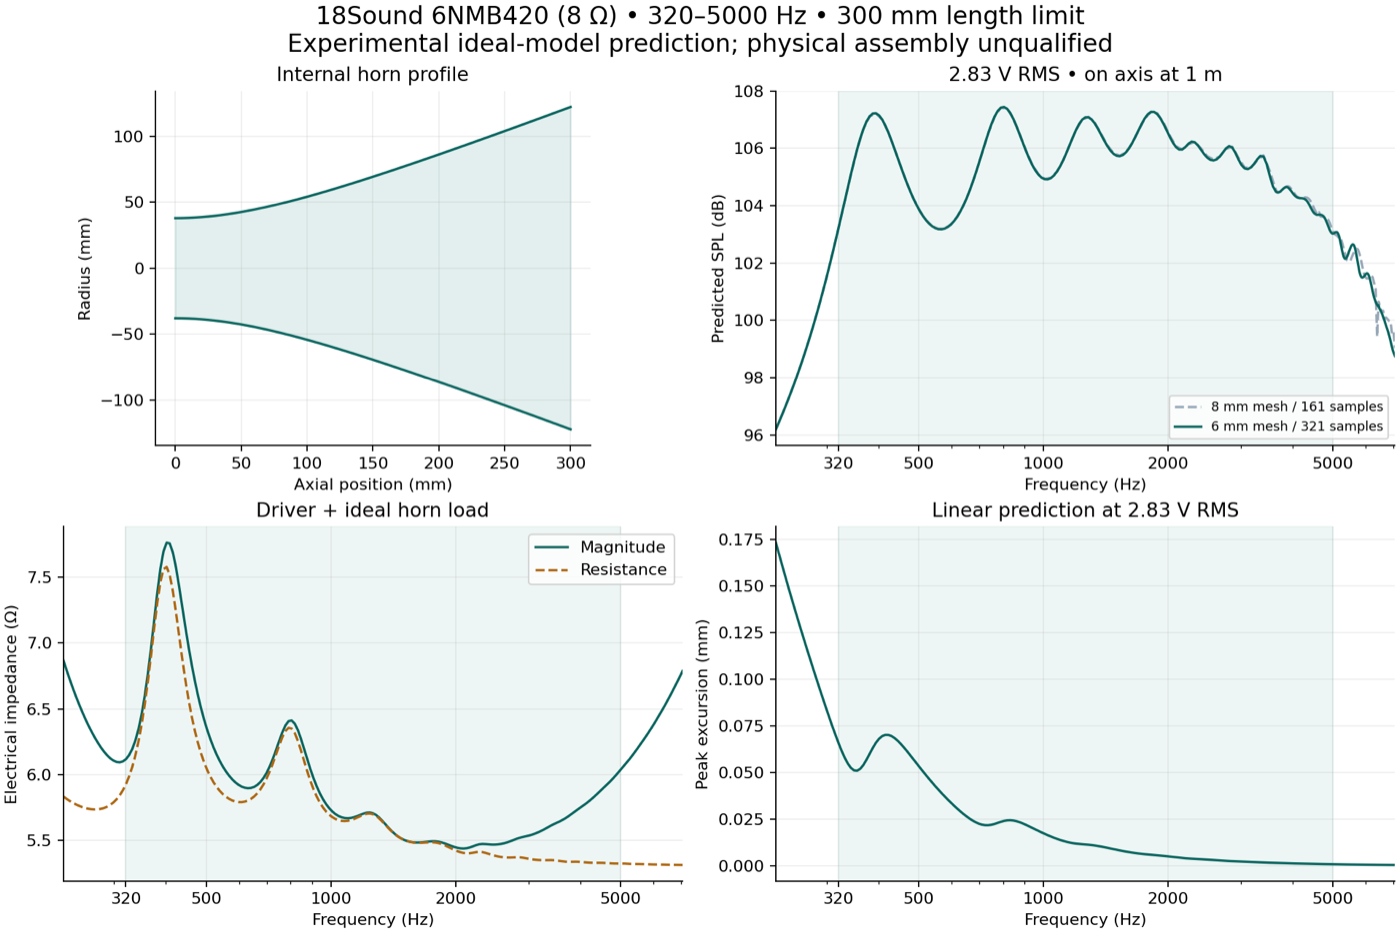 18Sound 6NMB420 (8 Ω) • 320–5000 Hz • 300 mm length limit
Experimental ideal-model prediction; physical assembly unqualified
Internal horn profile
100
50
0
−50
−100
Radius (mm)
0 50 100 150 200 250 300
Axial position (mm)
2.83 V RMS • on axis at 1 m
108
106
104
102
100
98
96
Predicted SPL (dB)
8 mm mesh / 161 samples
6 mm mesh / 321 samples
320 500 1000 2000 5000
Frequency (Hz)
Driver + ideal horn load
Magnitude
Resistance
7.5
7.0
6.5
6.0
5.5
Electrical impedance (Ω)
320 500 1000 2000 5000
Frequency (Hz)
Linear prediction at 2.83 V RMS
0.175
0.150
0.125
0.100
0.075
0.050
0.025
0.000
Peak excursion (mm)
320 500 1000 2000 5000
Frequency (Hz)